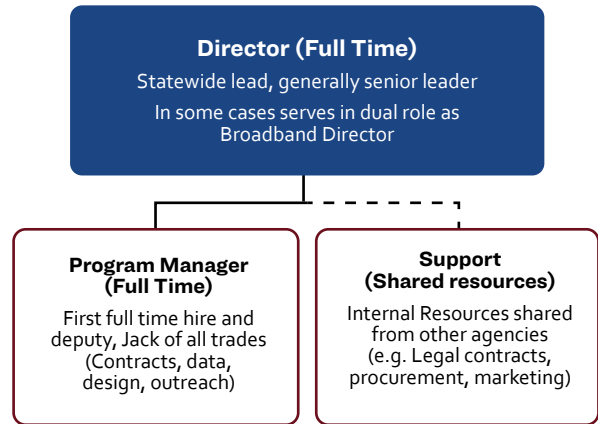 Director (Full Time)
Statewide lead, generally senior leader
In some cases serves in dual role as
Broadband Director
Program Manager
(Full Time)
First full time hire and
deputy, Jack of all trades
(Contracts, data,
design, outreach)
Support
(Shared resources)
Internal Resources shared
from other agencies
(e.g. Legal contracts,
procurement, marketing)